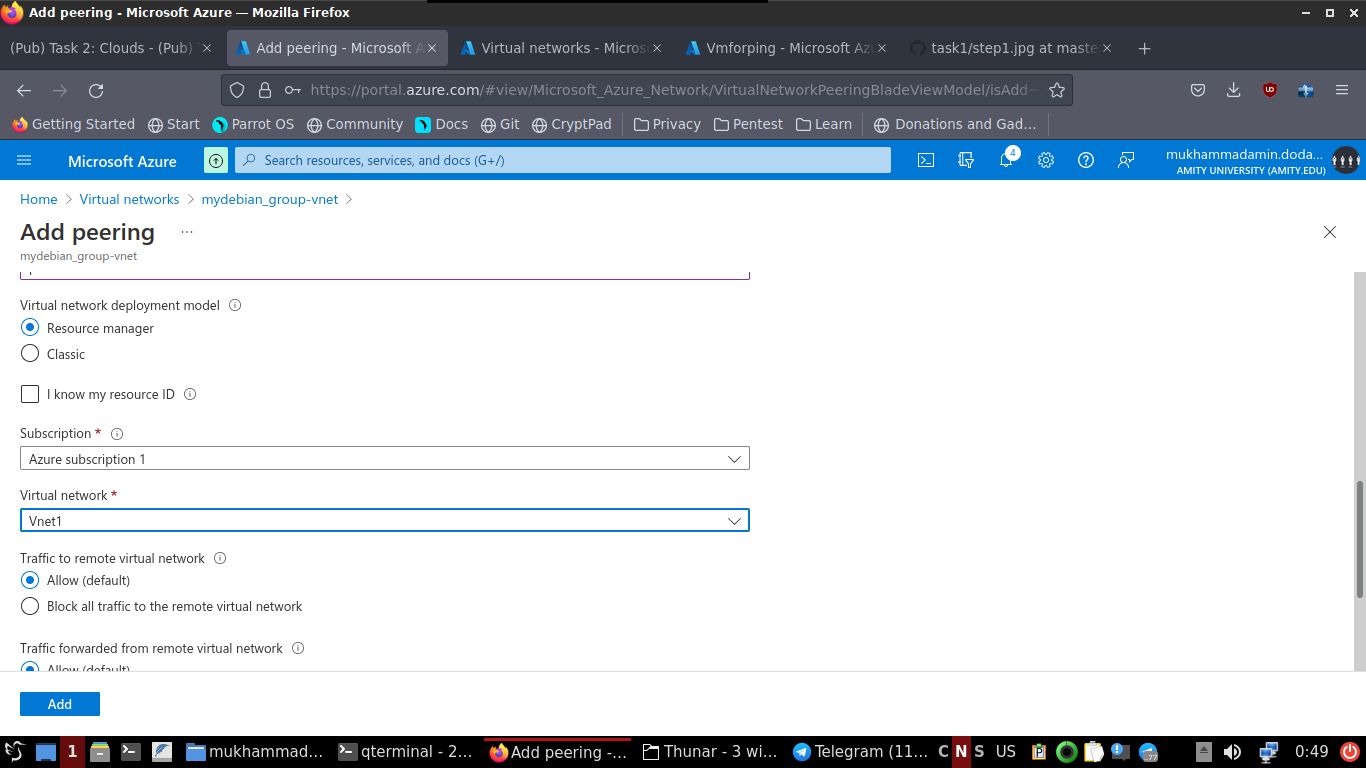 Add peering - Microsoft Azure — Mozilla Firefox
(Pub) Task 2: Clouds - (Pub)
Add peering - Microsoft A
Virtual networks - Micros
Vmforping - Microsoft Az
task1/step1.jpg at maste
https://portal.azure.com/#view/Microsoft_Azure_Network/VirtualNetworkPeeringBladeViewModel/isAdd
Getting Started Start Parrot OS Community Docs Git CryptPad Privacy Pentest Learn Donations and Gad...
Microsoft Azure
Search resources, services, and docs (G+/)
4
mukhammadamin.doda...
AMITY UNIVERSITY (AMITY.EDU)
Home > Virtual networks > mydebian_group-vnet >
Add peering ...
mydebian_group-vnet
Virtual network deployment model
Resource manager
Classic
I know my resource ID
Subscription *
Azure subscription 1
Virtual network *
Vnet1
Traffic to remote virtual network
Allow (default)
Block all traffic to the remote virtual network
Traffic forwarded from remote virtual network
Allow (default)
Add
1 mukhammad... qterminal - 2... Add peering -... Thunar - 3 wi... Telegram (11... C N S US 77 0:49